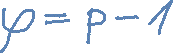 φ = p - 1